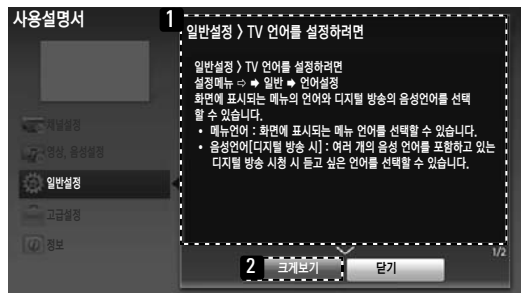 사용설명서
1
일반설정 > TV 언어를 설정하려면
일반설정 > TV 언어를 설정하려면
설정메뉴 ⇨ ➡ 일반 ➡ 언어설정
화면에 표시되는 메뉴의 언어와 디지털 방송의 음성언어를 선택
할 수 있습니다.
• 메뉴언어 : 화면에 표시되는 메뉴 언어를 선택할 수 있습니다.
• 음성언어[디지털 방송 시] : 여러 개의 음성 언어를 포함하고 있는
디지털 방송 시청 시 듣고 싶은 언어를 선택할 수 있습니다.
채널설정
영상, 음성설정
일반설정
고급설정
정보
1/2
2
크게보기
닫기